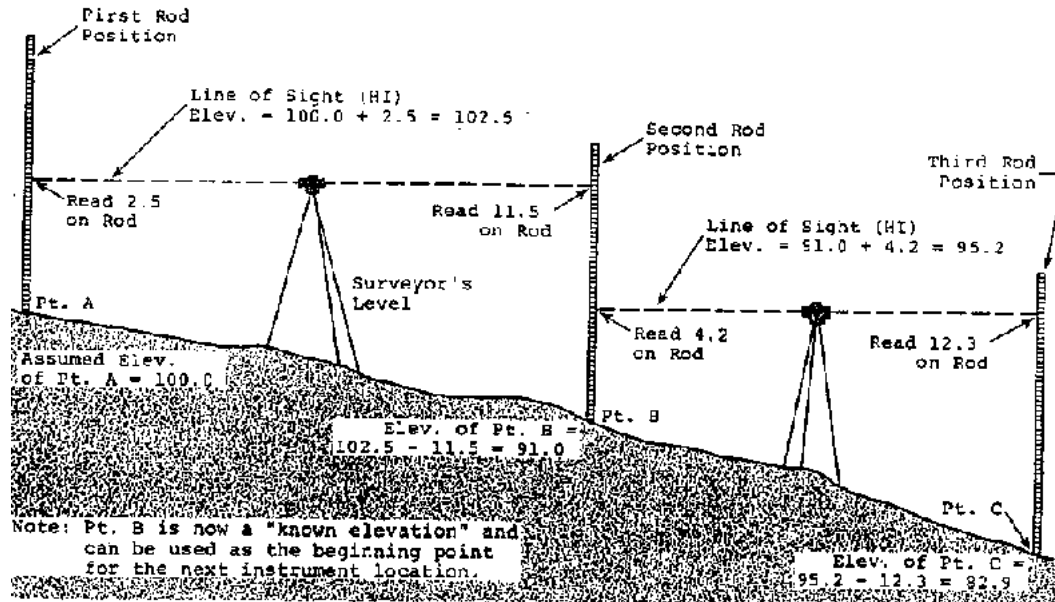 First Rod
Position
Line of Sight (HI)
Elev. = 100.0 + 2.5 = 102.5
Second Rod
Position
Third Rod
Position
Read 2.5
on Rod
Read 11.5
on Rod
Line of Sight (HI)
Elev. = 91.0 + 4.2 = 95.2
Surveyor's
Level
Pt. A
Read 4.2
on Rod
Read 12.3
on Rod
Assumed Elev.
of Pt. A = 100.0
Pt. B
Elev. of Pt. B =
102.5 - 11.5 = 91.0
Pt. C
Note: Pt. B is now a "known elevation" and
can be used as the beginning point
for the next instrument location.
Elev. of Pt. C =
95.2 - 12.3 = 82.9